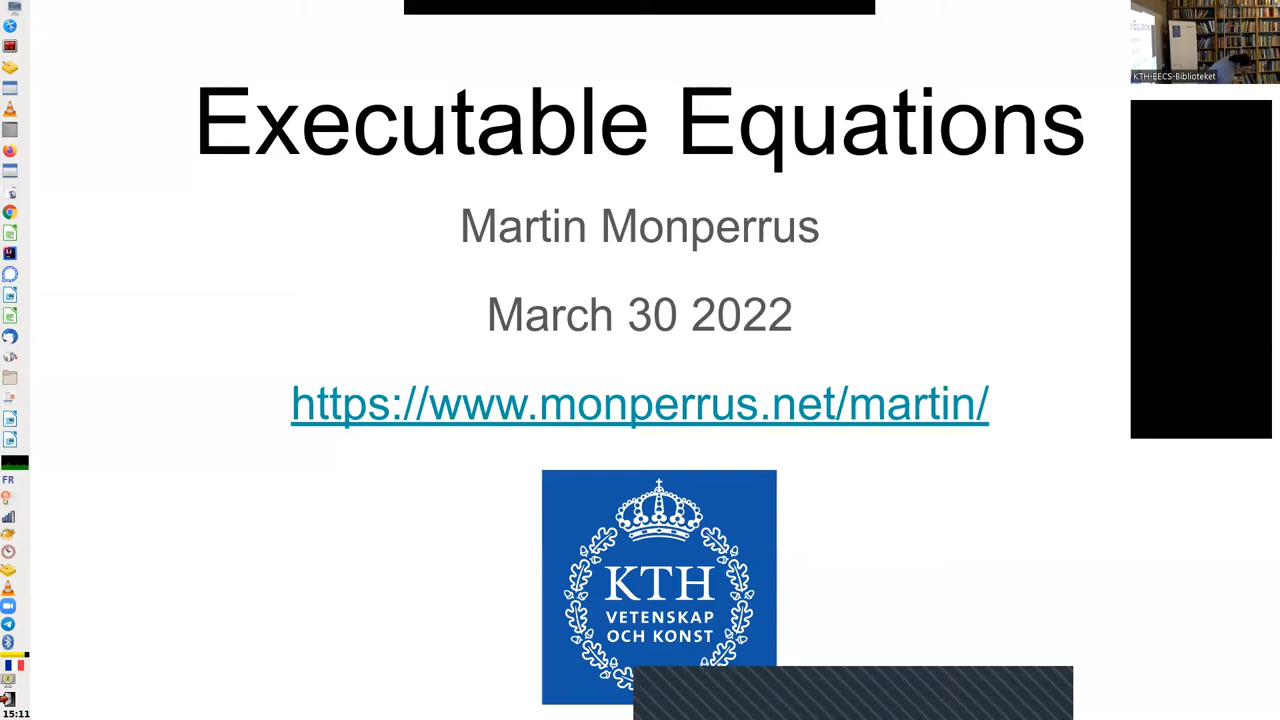 Executable Equations
Martin Monperrus
March 30 2022
https://www.monperrus.net/martin/
KTH
VETENSKAP
OCH KONST
KTH-EECS-Biblioteket
FR
15:11